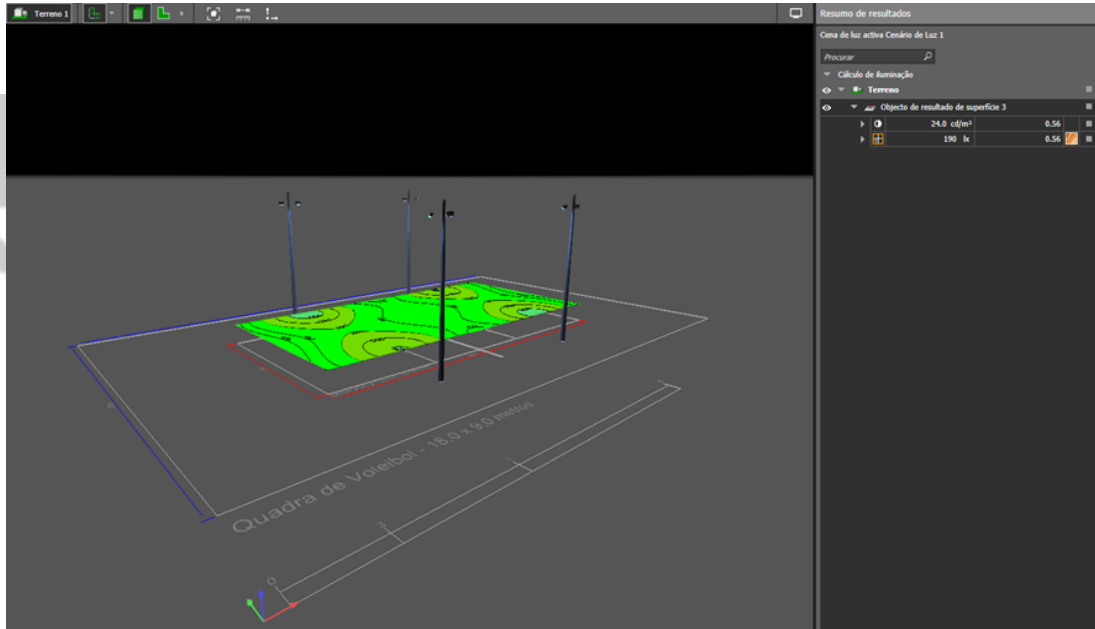 Terreno 1
Resumo de resultados
Cena de luz activa Cenário de Luz 1
Procurar
Cálculo de iluminação
Terreno
Objecto de resultado de superfície 3
24.0 cd/m² 0.56
190 lx 0.56
Quadra de Voleibol - 18,0 x 9,0 metros
0
3